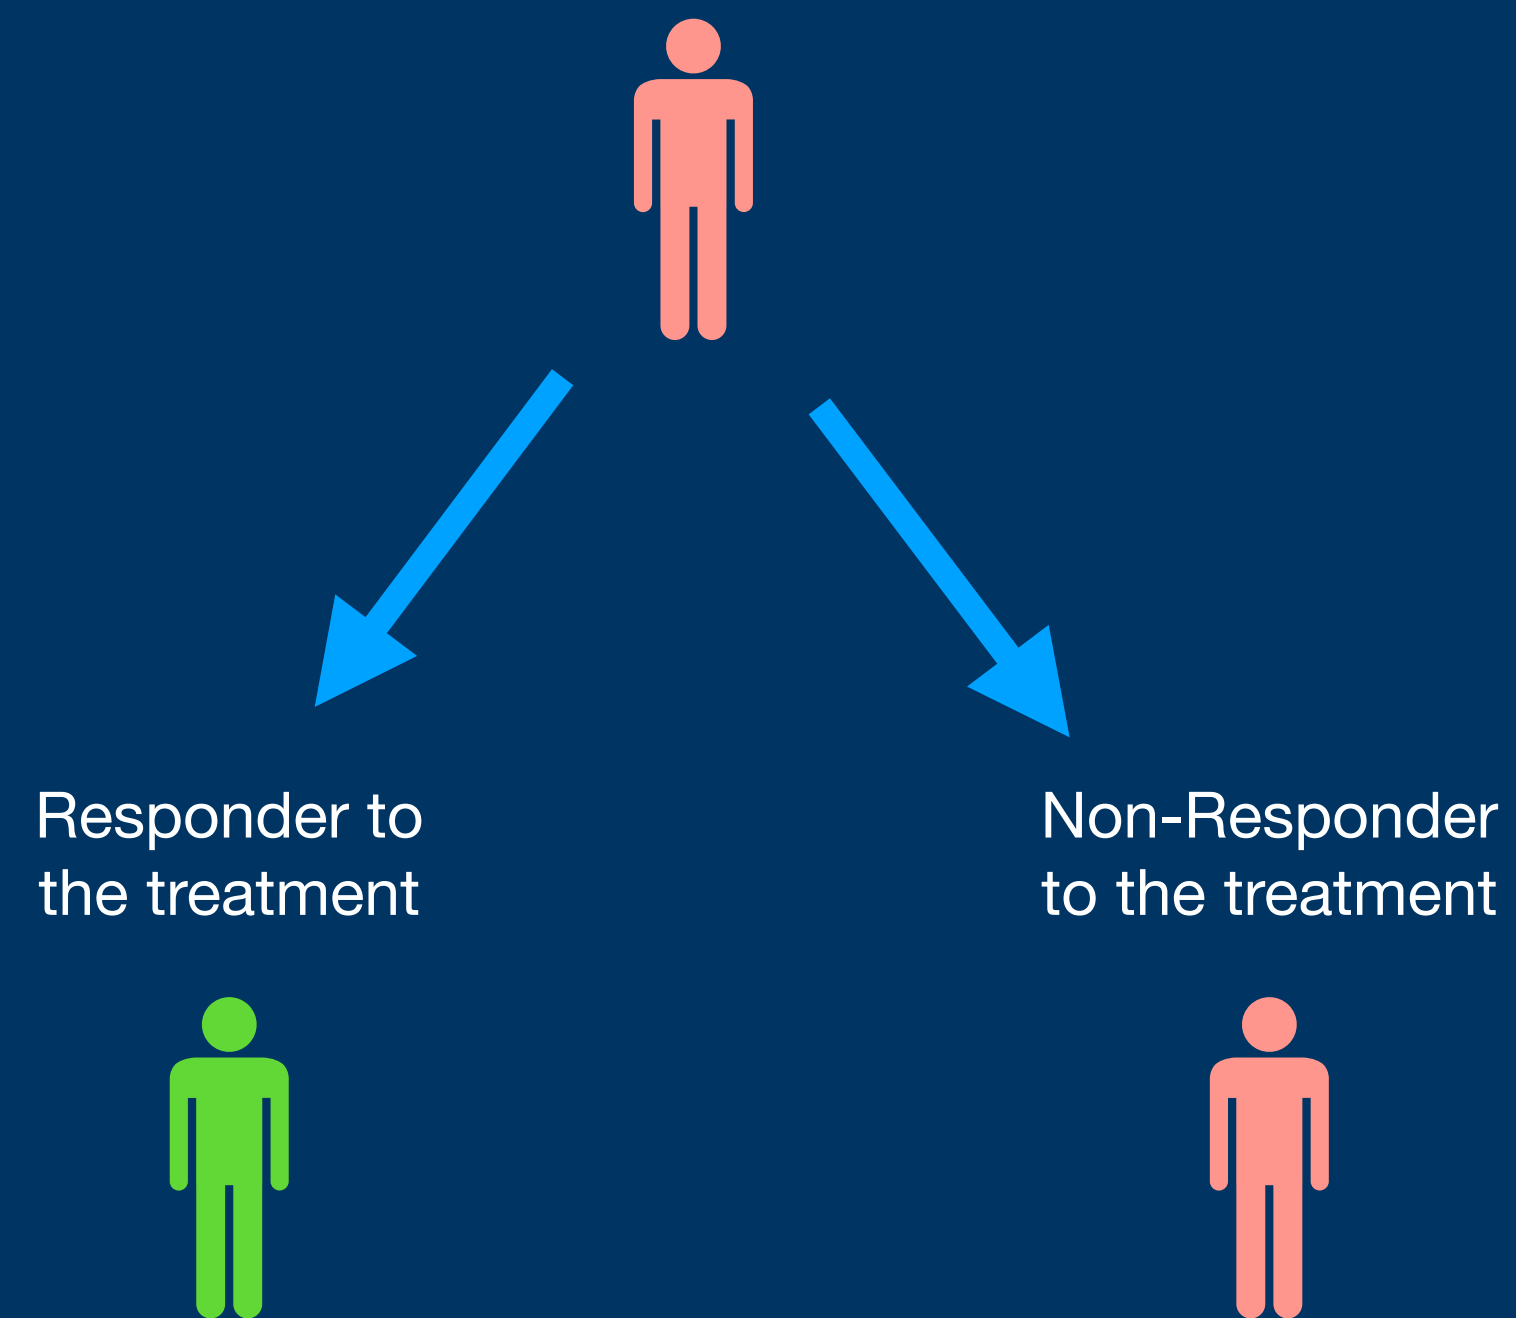 Responder to
the treatment
Non-Responder
to the treatment